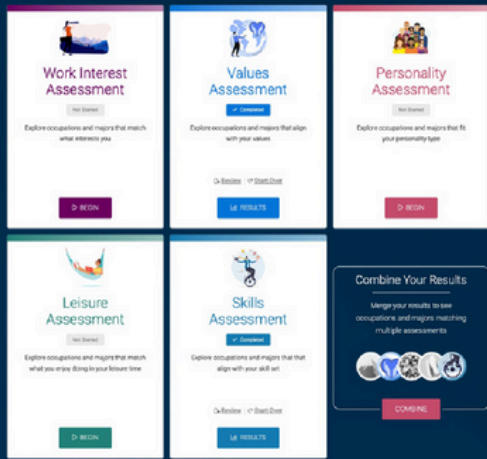 Work Interest
Assessment
Not Started
Explore occupations and majors that match
what interests you
BEGIN
Values
Assessment
✓ Completed
Explore occupations and majors that align
with your values
Review Start Over
RESULTS
Personality
Assessment
Not Started
Explore occupations and majors that fit
your personality type
BEGIN
Leisure
Assessment
Not Started
Explore occupations and majors that match
what you enjoy doing in your leisure time
BEGIN
Skills
Assessment
✓ Completed
Explore occupations and majors that that
align with your skill set
Review Start Over
RESULTS
Combine Your Results
Merge your results to see
occupations and majors matching
multiple assessments
COMBINE